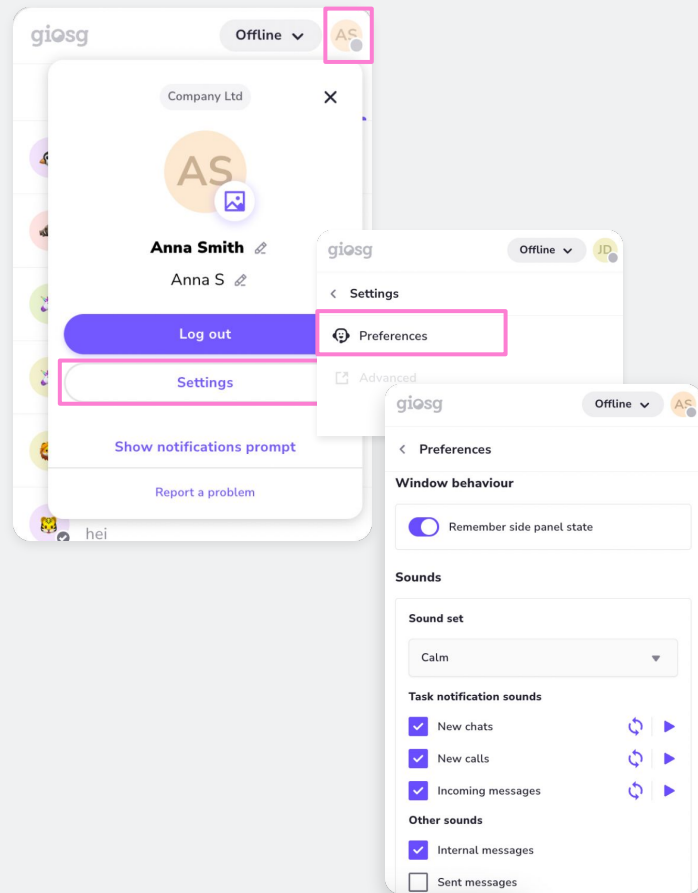 giosg
Offline
AS
Company Ltd
AS
Anna Smith
Anna S
Log out
Settings
Show notifications prompt
Report a problem
hei
giosg
Offline
JD
Settings
Preferences
Advanced
giosg
Offline
AS
Preferences
Window behaviour
Remember side panel state
Sounds
Sound set
Calm
Task notification sounds
New chats
New calls
Incoming messages
Other sounds
Internal messages
Sent messages